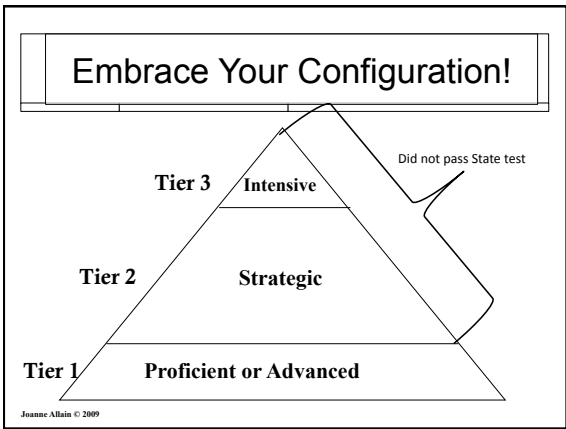 Embrace Your Configuration!
Did not pass State test
Tier 3
Intensive
Tier 2
Strategic
Tier 1
Proficient or Advanced
Joanne Allain © 2009